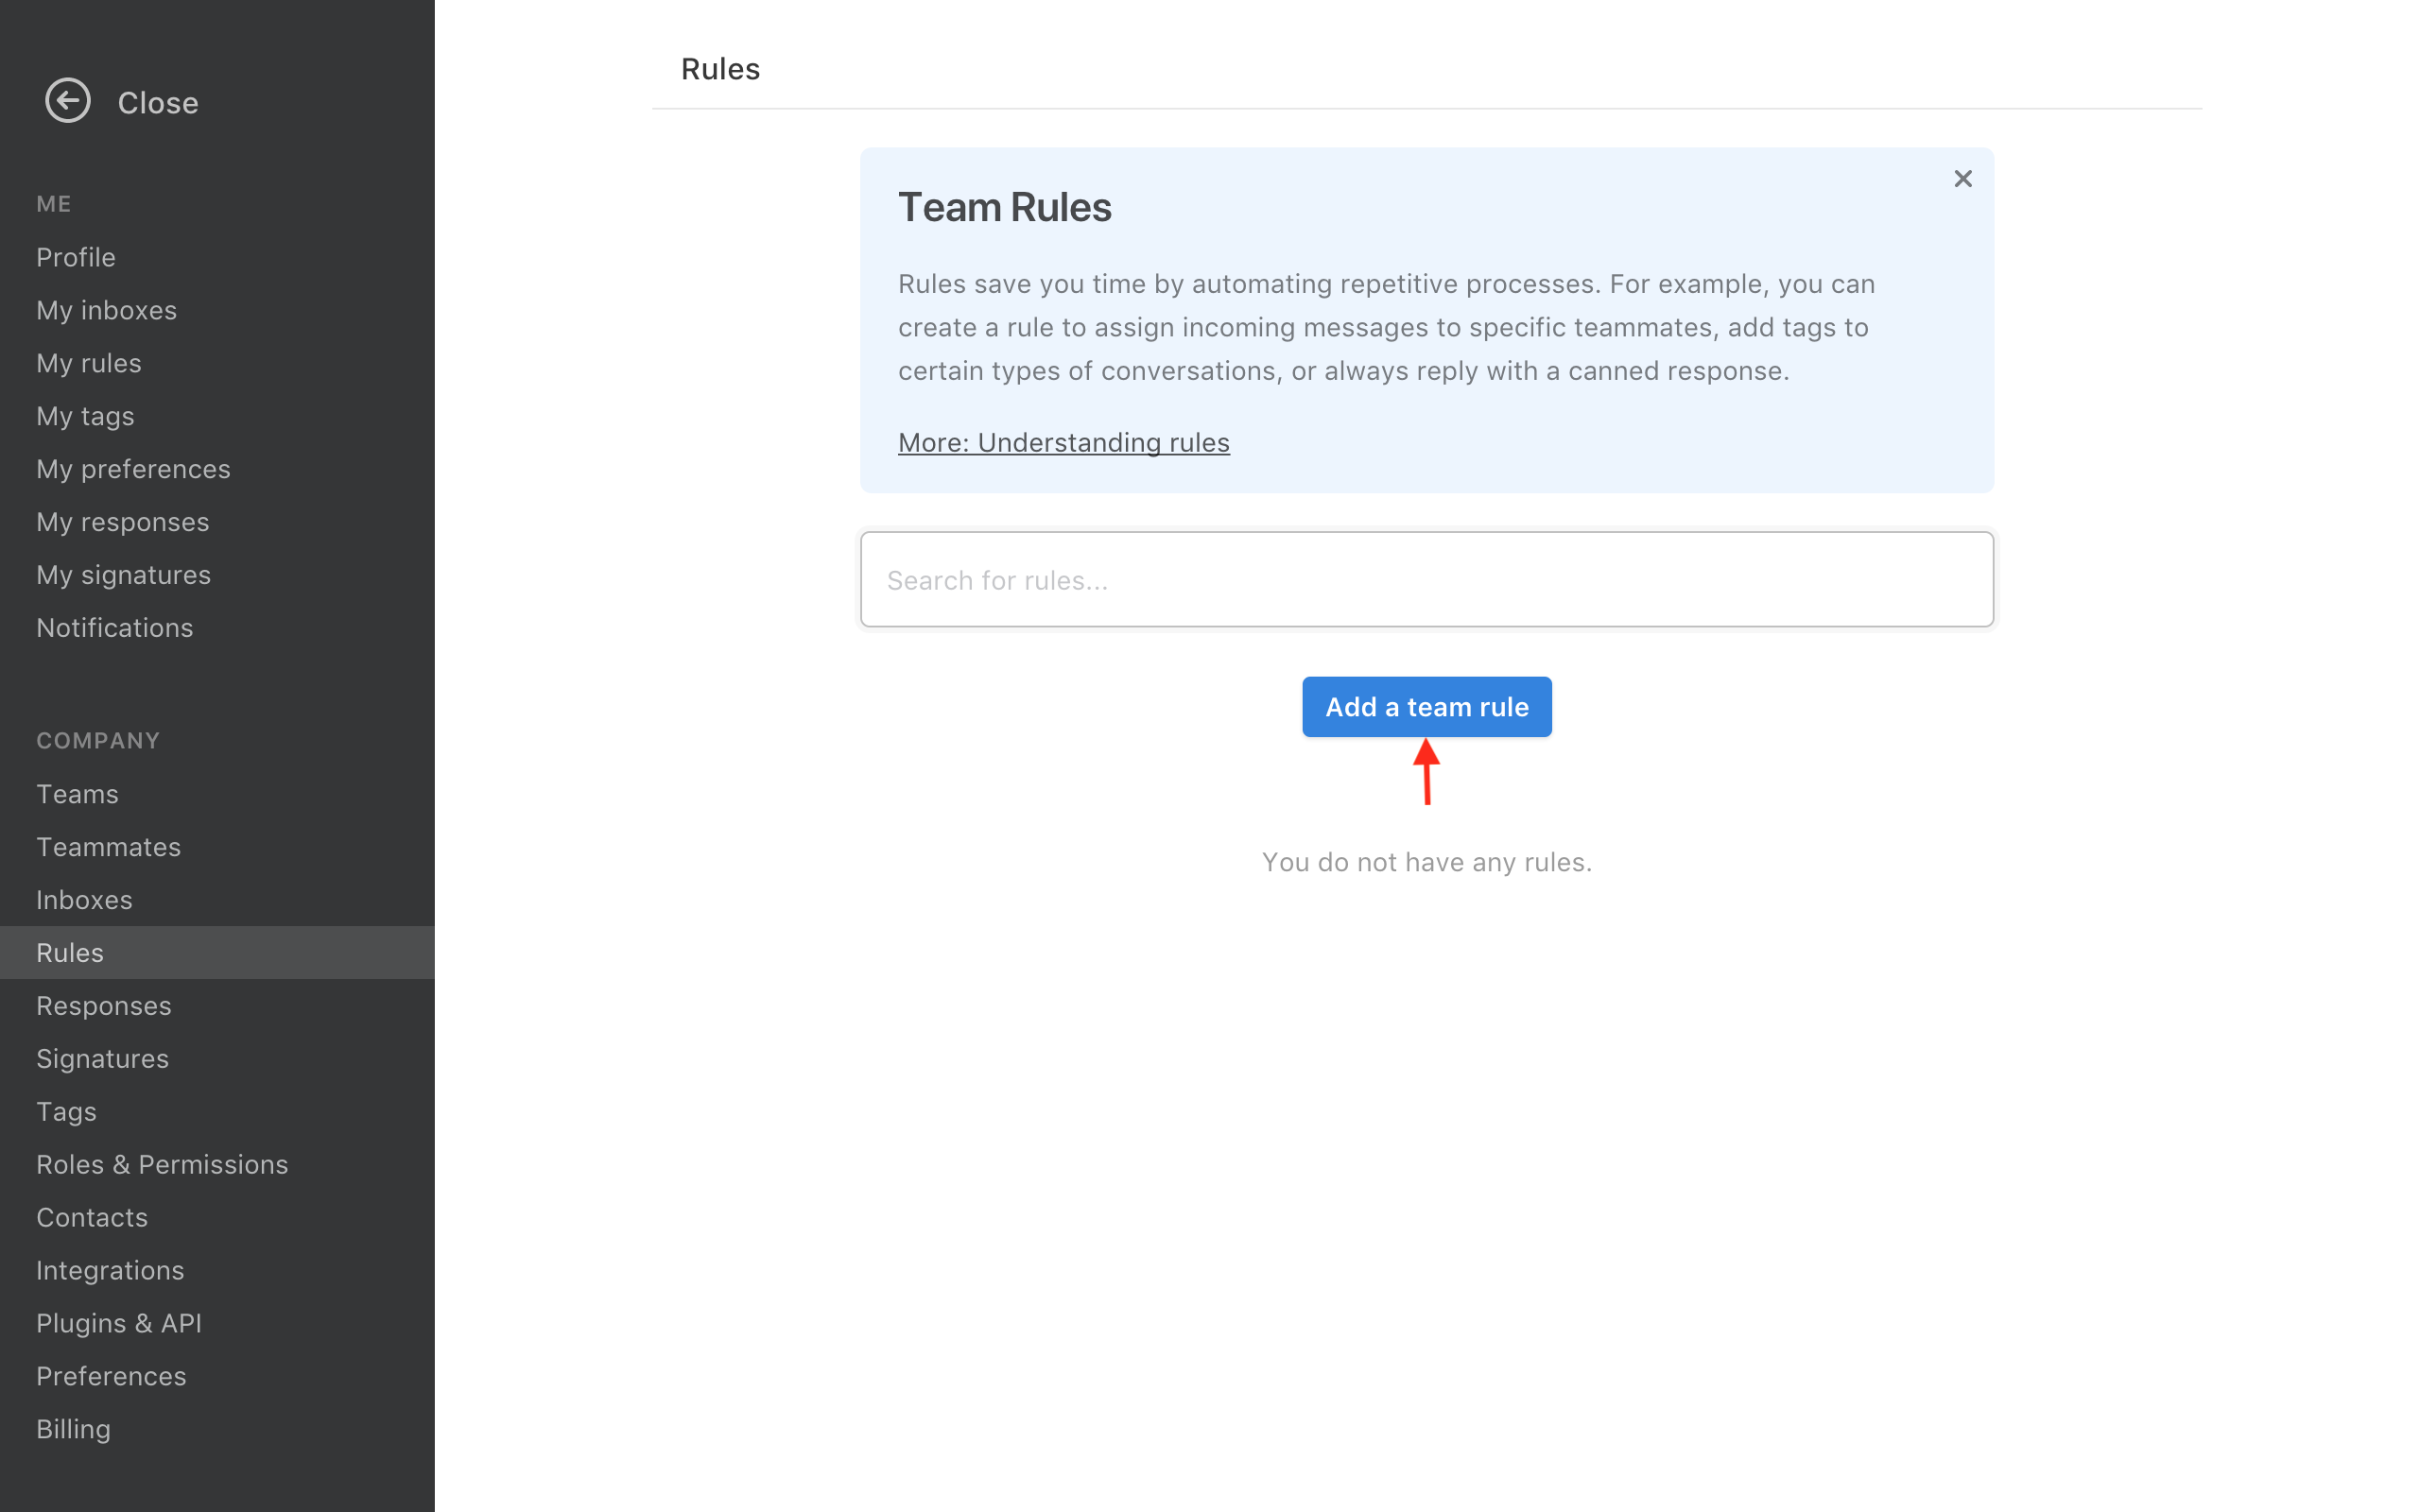 Close
ME
Profile
My inboxes
My rules
My tags
My preferences
My responses
My signatures
Notifications
COMPANY
Teams
Teammates
Inboxes
Rules
Responses
Signatures
Tags
Roles & Permissions
Contacts
Integrations
Plugins & API
Preferences
Billing
Rules
Team Rules
Rules save you time by automating repetitive processes. For example, you can
create a rule to assign incoming messages to specific teammates, add tags to
certain types of conversations, or always reply with a canned response.
More: Understanding rules
Search for rules...
Add a team rule
You do not have any rules.